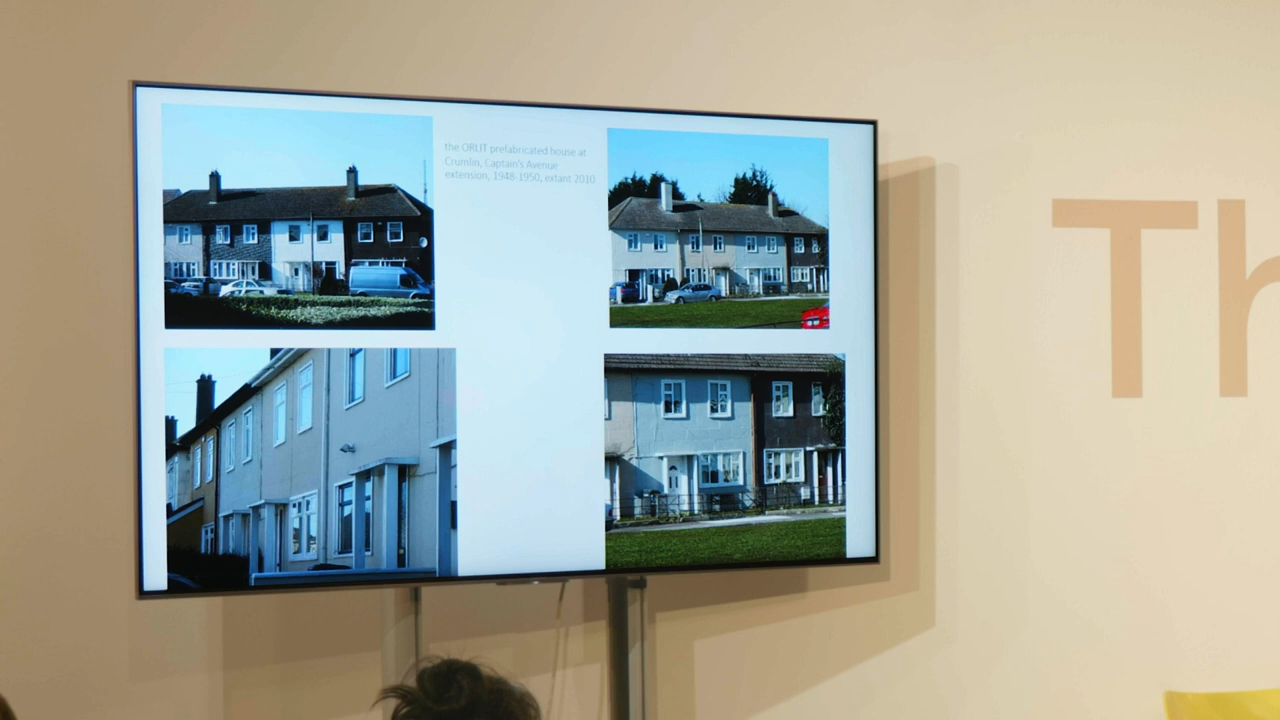 the ORLIT prefabricated house at
Crumlin, Captain's Avenue
extension, 1948-1950, extant 2010
Th